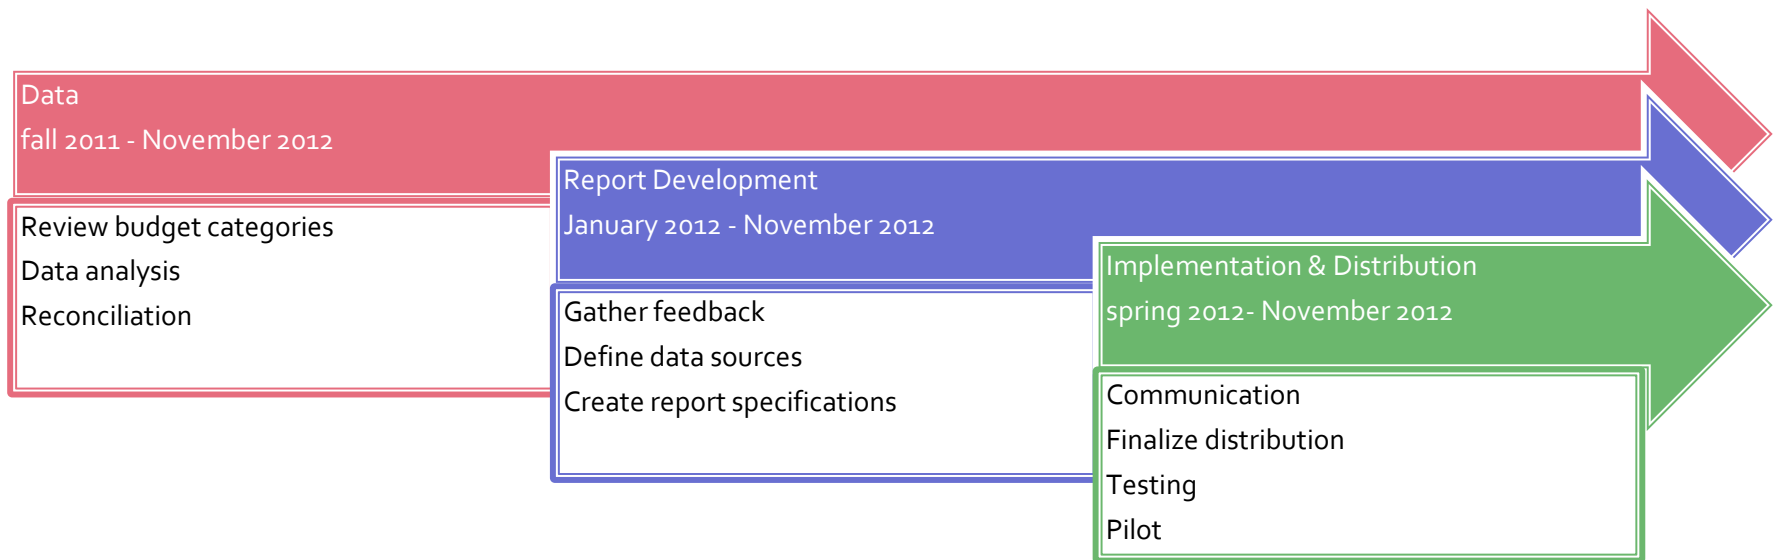 Data
fall 2011 - November 2012
Review budget categories
Data analysis
Reconciliation
Report Development
January 2012 - November 2012
Gather feedback
Define data sources
Create report specifications
Implementation & Distribution
spring 2012- November 2012
Communication
Finalize distribution
Testing
Pilot